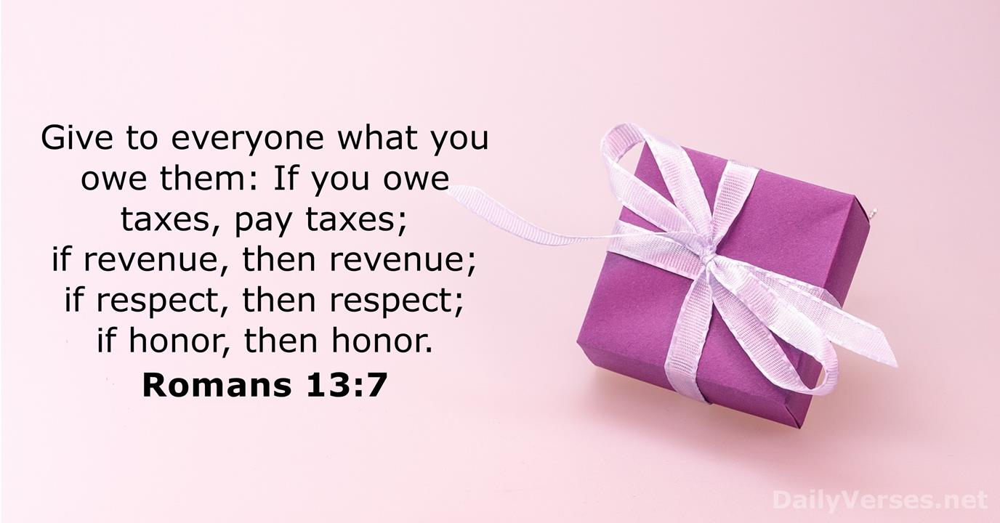 Give to everyone what you
owe them: If you owe
taxes, pay taxes;
if revenue, then revenue;
if respect, then respect;
if honor, then honor.
Romans 13:7
DailyVerses.net